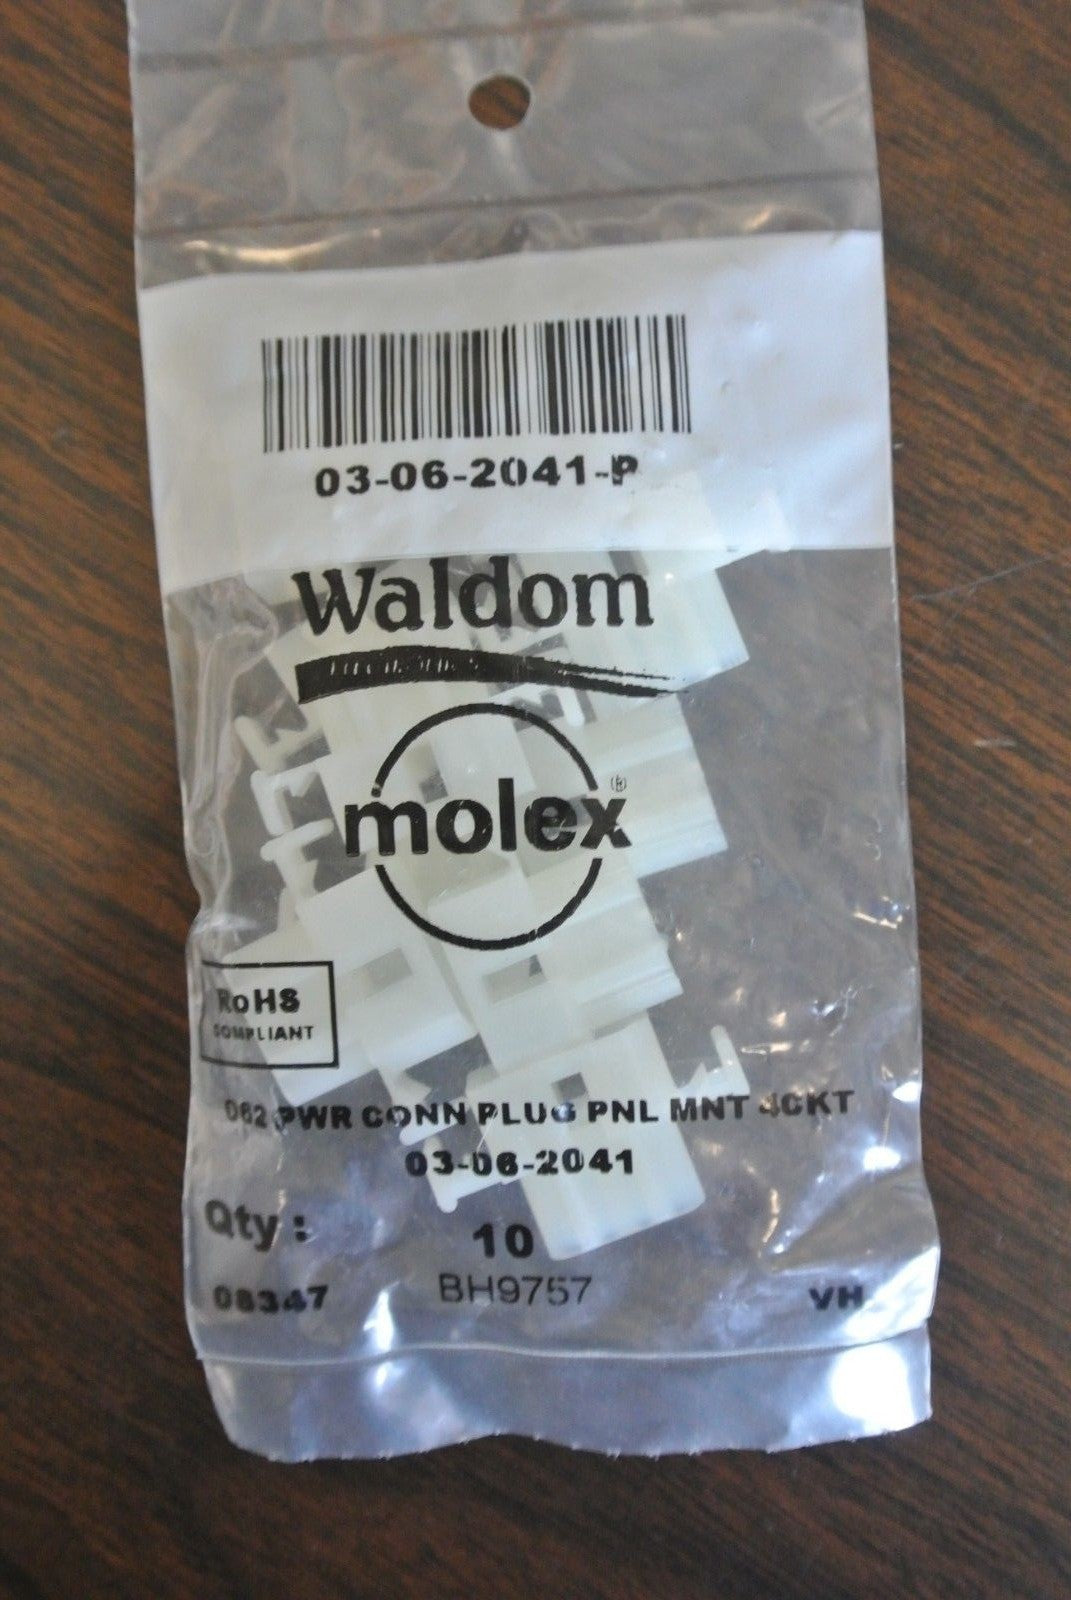 03-06-2041-P
Waldom
molex®
RoHS
COMPLIANT
062 PWR CONN PLUG PNL MNT 4CKT
03-06-2041
Qty : 10
08347 BH9757 VH